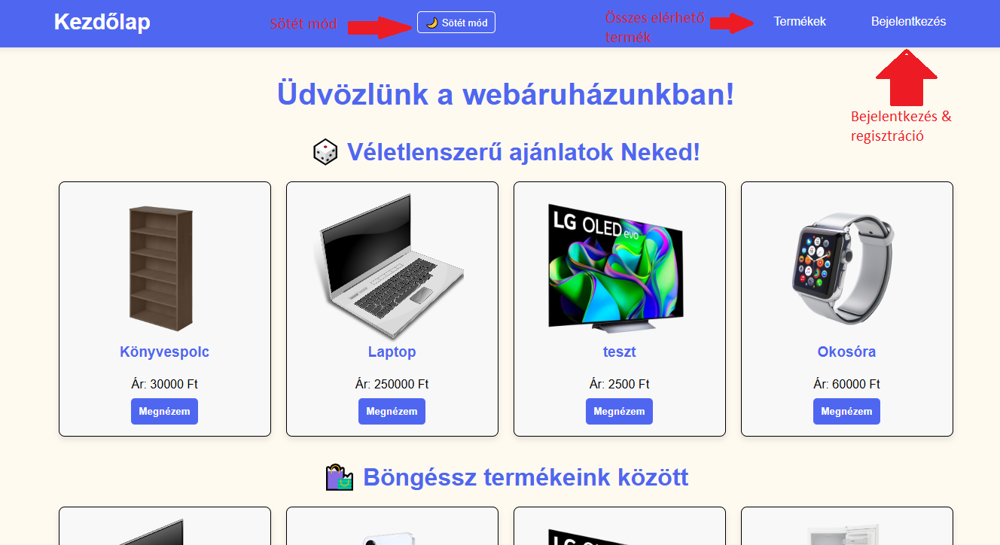 Kezdőlap
Sötét mód
🌙 Sötét mód
Összes elérhető
termék
Termékek
Bejelentkezés
Bejelentkezés &
regisztráció
Üdvözlünk a webáruházunkban!
🎲 Véletlenszerű ajánlatok Neked!
Könyvespolc
Ár: 30000 Ft
Megnézem
Laptop
Ár: 250000 Ft
Megnézem
LG OLED evo
teszt
Ár: 2500 Ft
Megnézem
Okosóra
Ár: 60000 Ft
Megnézem
🛍️ Böngéssz termékeink között
LG OLED